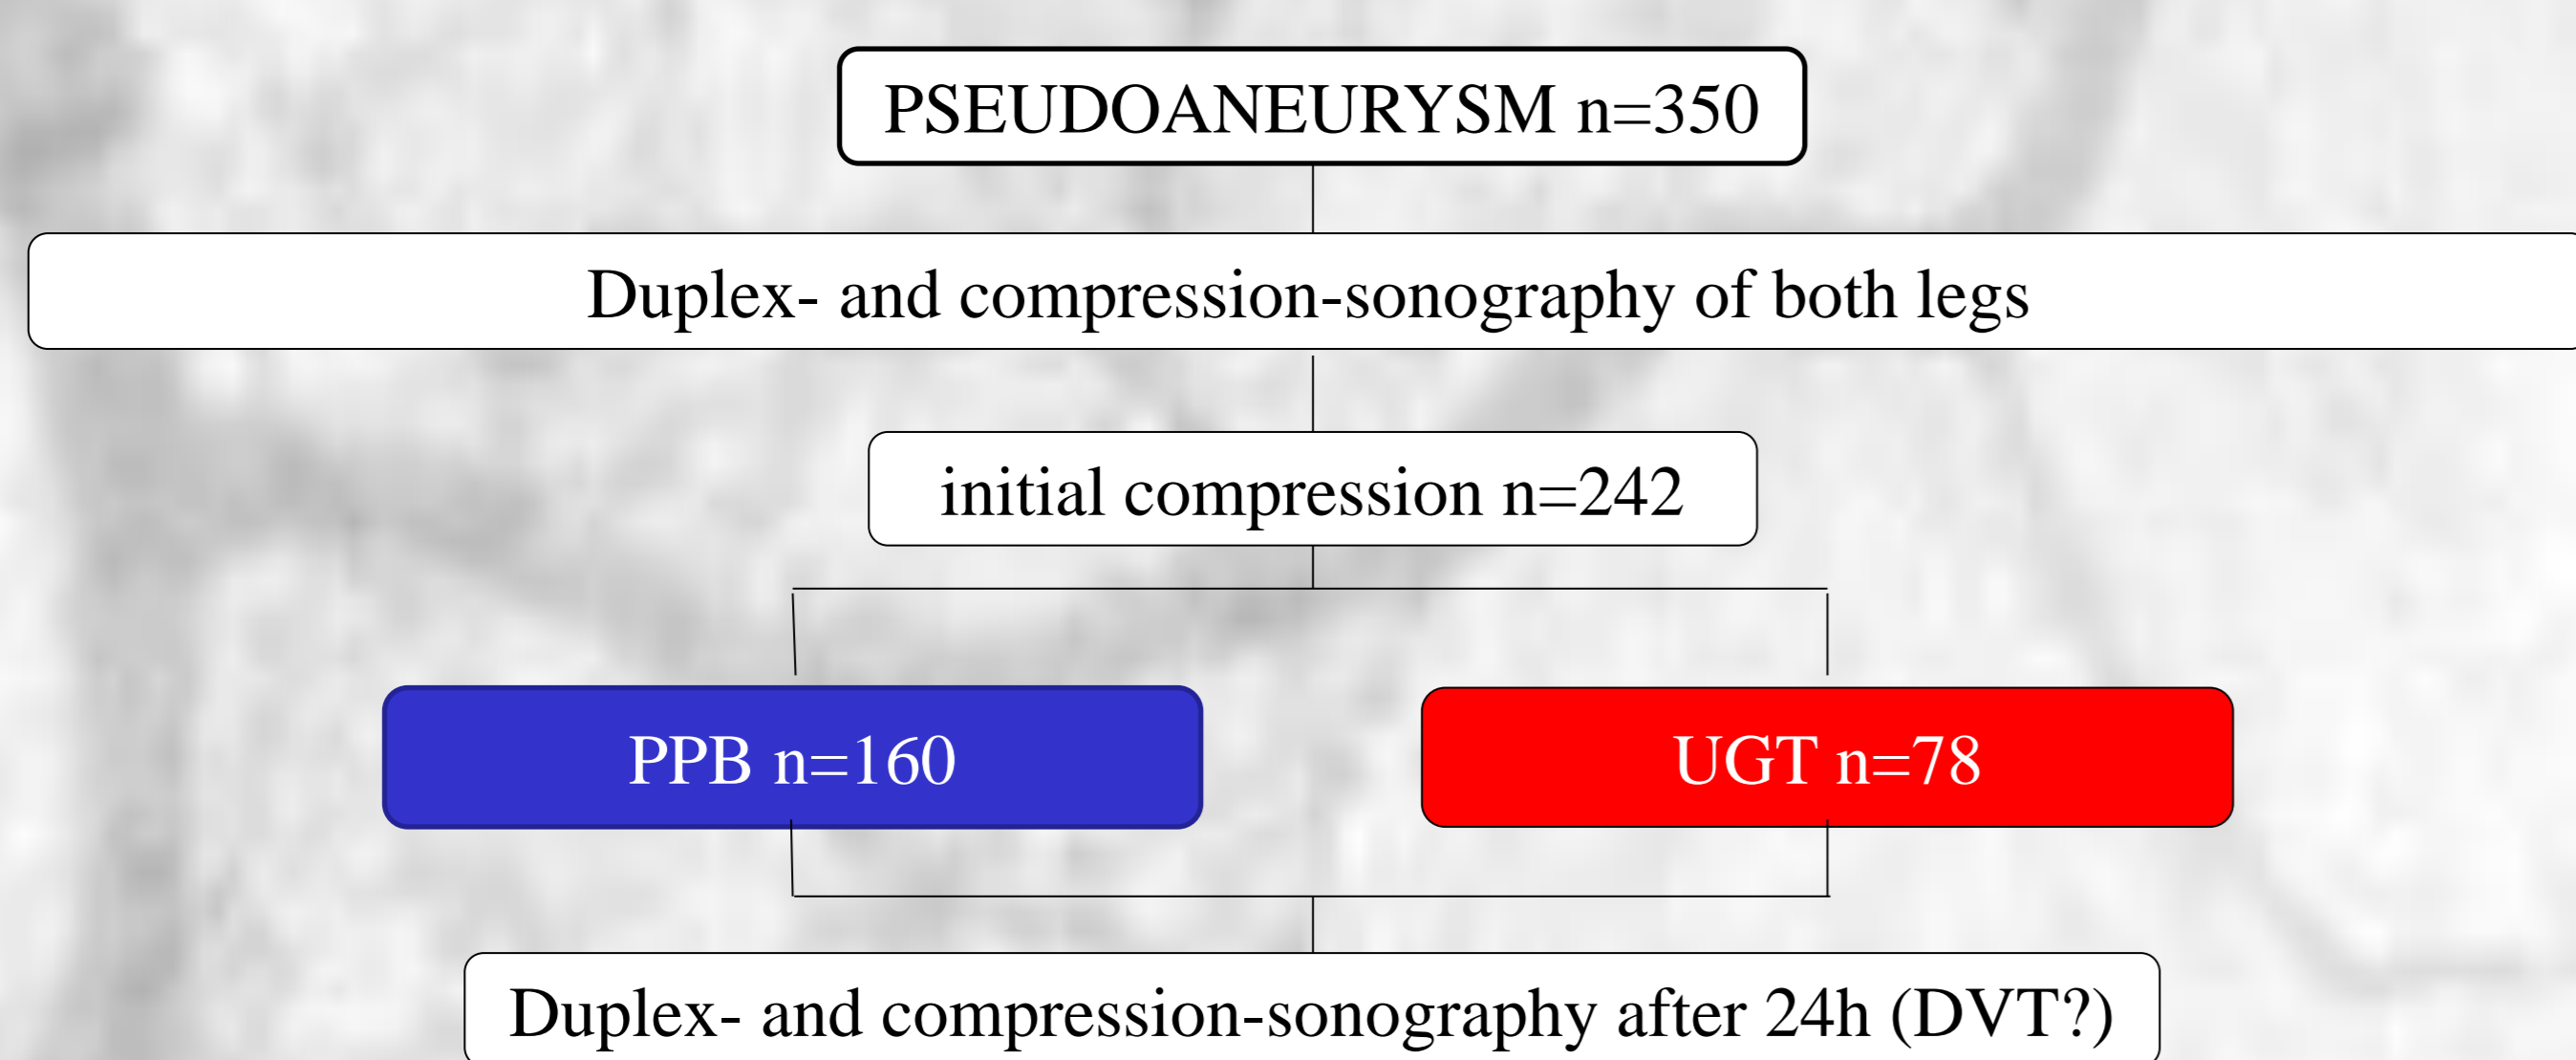 PSEUDOANEURYSM n=350
Duplex- and compression-sonography of both legs
initial compression n=242
PPB n=160
UGT n=78
Duplex- and compression-sonography after 24h (DVT?)